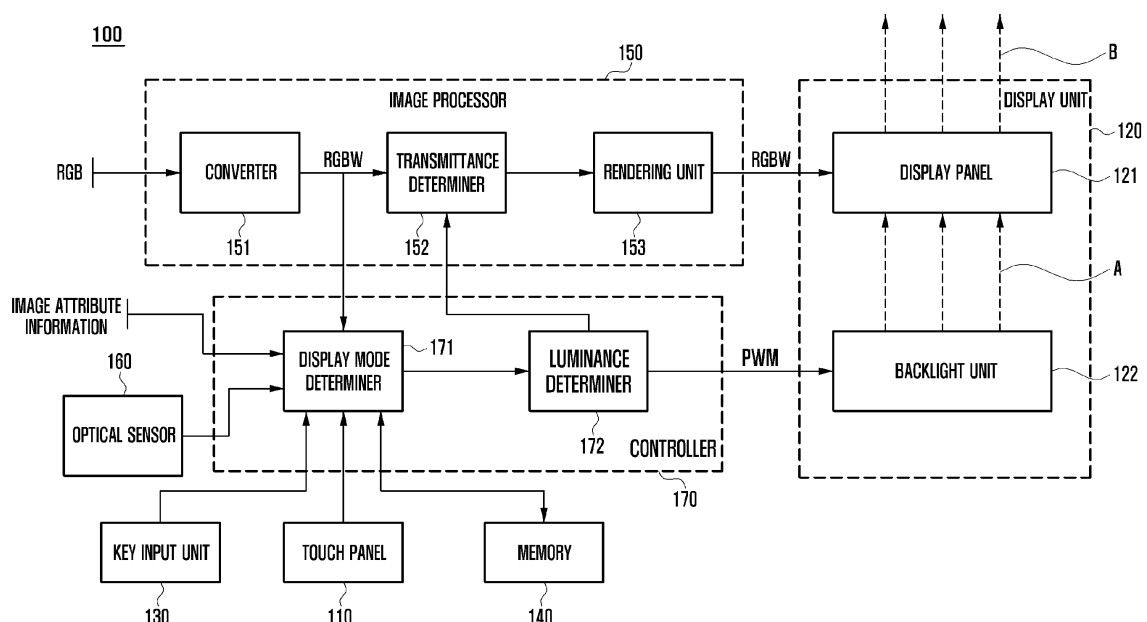 100
150
IMAGE PROCESSOR
B
DISPLAY UNIT
120
RGB
CONVERTER
RGBW
TRANSMITTANCE
DETERMINER
RENDERING UNIT
RGBW
DISPLAY PANEL
121
151
152
153
A
IMAGE ATTRIBUTE
INFORMATION
160
OPTICAL SENSOR
DISPLAY MODE
DETERMINER
171
LUMINANCE
DETERMINER
172
PWM
BACKLIGHT UNIT
122
CONTROLLER
170
KEY INPUT UNIT
TOUCH PANEL
MEMORY
130
110
140